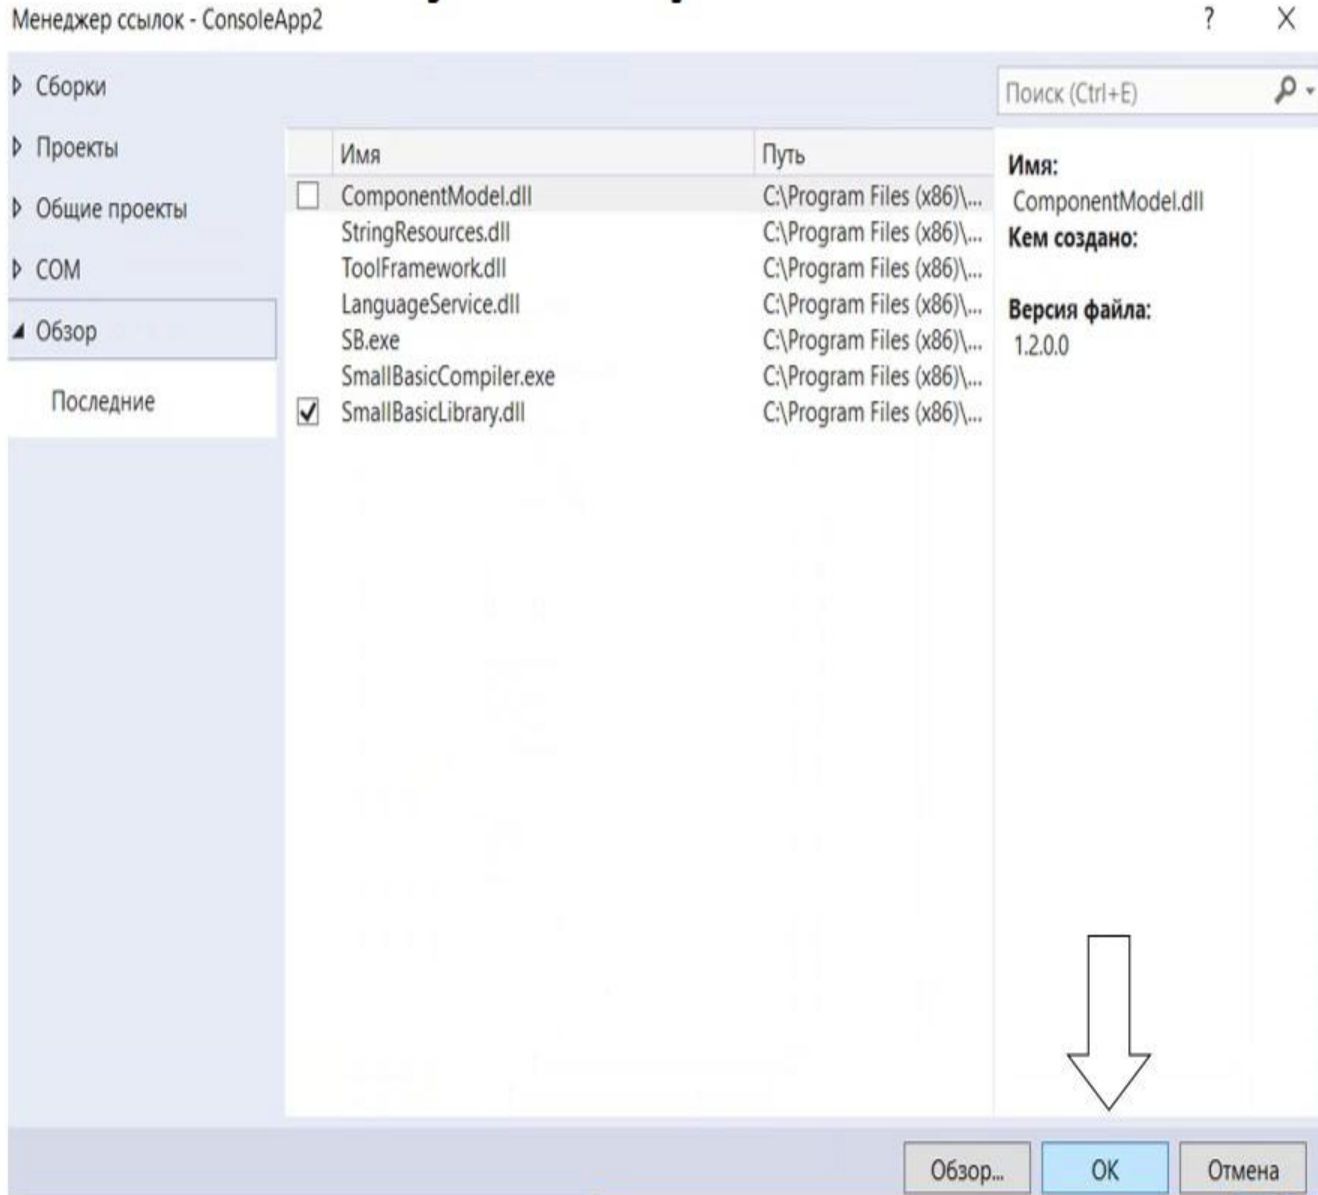 Менеджер ссылок - ConsoleApp2
? X
Сборки
Проекты
Общие проекты
COM
Обзор
Последние
Имя Путь
ComponentModel.dll C:\Program Files (x86)\...
StringResources.dll C:\Program Files (x86)\...
ToolFramework.dll C:\Program Files (x86)\...
LanguageService.dll C:\Program Files (x86)\...
SB.exe C:\Program Files (x86)\...
SmallBasicCompiler.exe C:\Program Files (x86)\...
SmallBasicLibrary.dll C:\Program Files (x86)\...
Поиск (Ctrl+E)
Имя:
ComponentModel.dll
Кем создано:
Версия файла:
1.2.0.0
Обзор... ОК Отмена